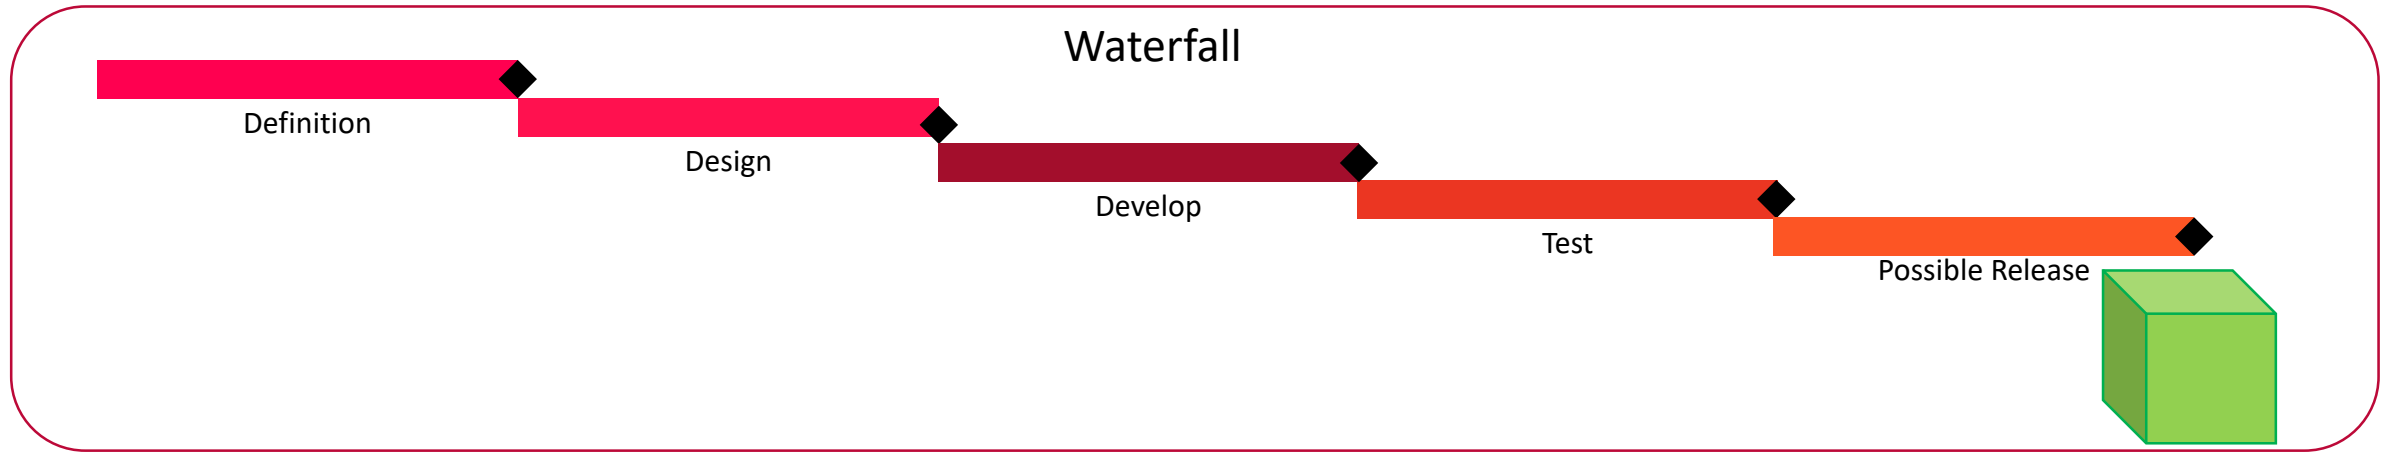 Waterfall
Definition
Design
Develop
Test
Possible Release